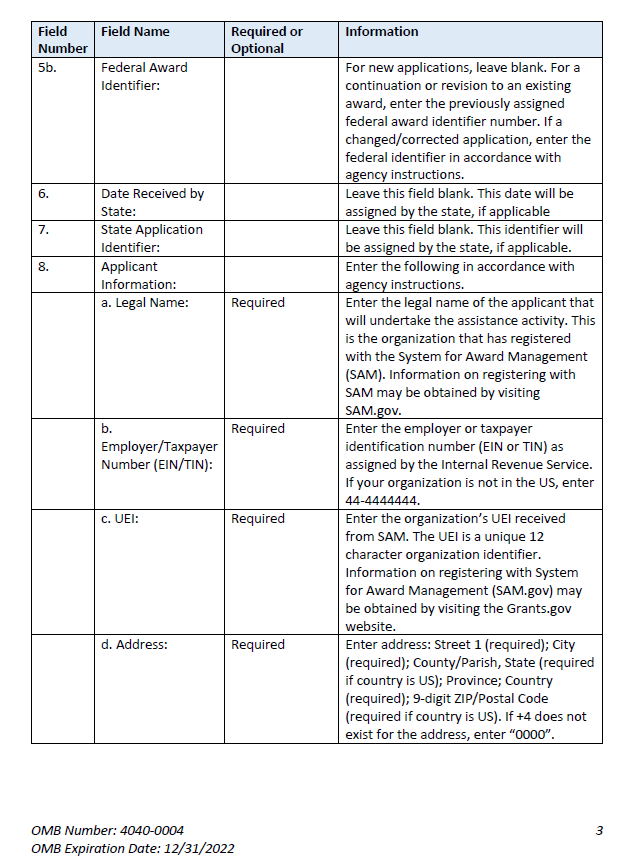 Field Number Field Name Required or Optional Information
5b. Federal Award Identifier: For new applications, leave blank. For a
continuation or revision to an existing
award, enter the previously assigned
federal award identifier number. If a
changed/corrected application, enter the
federal identifier in accordance with
agency instructions.
6. Date Received by State: Leave this field blank. This date will be
assigned by the state, if applicable
7. State Application Identifier: Leave this field blank. This identifier will
be assigned by the state, if applicable.
8. Applicant Information: Enter the following in accordance with
agency instructions.
a. Legal Name: Required Enter the legal name of the applicant that
will undertake the assistance activity. This
is the organization that has registered
with the System for Award Management
(SAM). Information on registering with
SAM may be obtained by visiting
SAM.gov.
b. Employer/Taxpayer Number (EIN/TIN): Required Enter the employer or taxpayer
identification number (EIN or TIN) as
assigned by the Internal Revenue Service.
If your organization is not in the US, enter
44-4444444.
c. UEI: Required Enter the organization’s UEI received
from SAM. The UEI is a unique 12
character organization identifier.
Information on registering with System
for Award Management (SAM.gov) may
be obtained by visiting the Grants.gov
website.
d. Address: Required Enter address: Street 1 (required); City
(required); County/Parish, State (required
if country is US); Province; Country
(required); 9-digit ZIP/Postal Code
(required if country is US). If +4 does not
exist for the address, enter “0000”.
OMB Number: 4040-0004 3
OMB Expiration Date: 12/31/2022